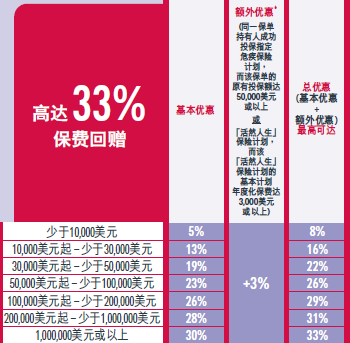 高达 33%
保费回赠
基本优惠
额外优惠+
(同一保单
持有人成功
投保指定
危疾保险
计划，
而该保单的
原有投保额达
50,000美元
或以上
或
「活然人生」
保险计划，
而该
「活然人生」
保险计划的
基本计划
年度化保费达
3,000美元
或以上)
总优惠
(基本优惠
+
额外优惠)
最高可达
少于10,000美元 5% 8%
10,000美元起 – 少于30,000美元 13% 16%
30,000美元起 – 少于50,000美元 19% 22%
50,000美元起 – 少于100,000美元 23% +3% 26%
100,000美元起 – 少于200,000美元 26% 29%
200,000美元起 – 少于1,000,000美元 28% 31%
1,000,000美元或以上 30% 33%